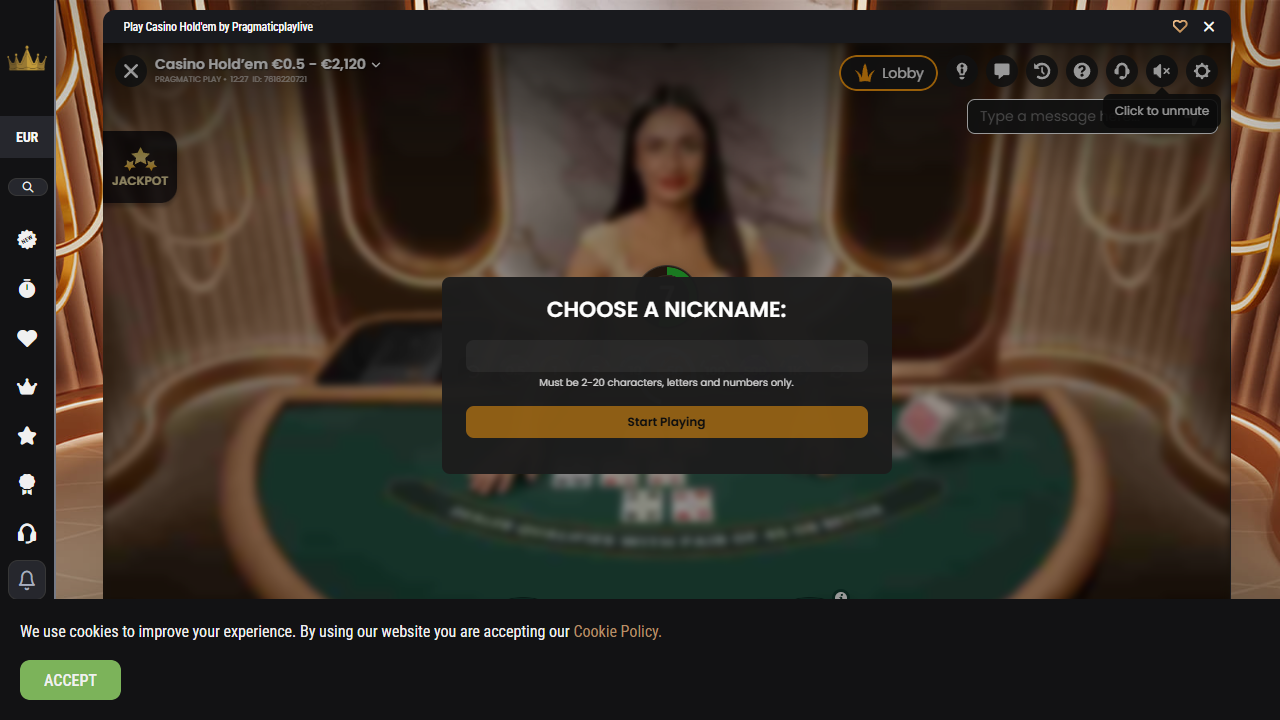 Play Casino Hold'em by Pragmaticplaylive
Casino Hold'em €0.5 - €2,120
PRAGMATIC PLAY • 12:27 ID: 7616220721
Lobby
Type a message
Click to unmute
EUR
NEW
JACKPOT
CHOOSE A NICKNAME:
Must be 2-20 characters, letters and numbers only.
Start Playing
We use cookies to improve your experience. By using our website you are accepting our Cookie Policy.
ACCEPT